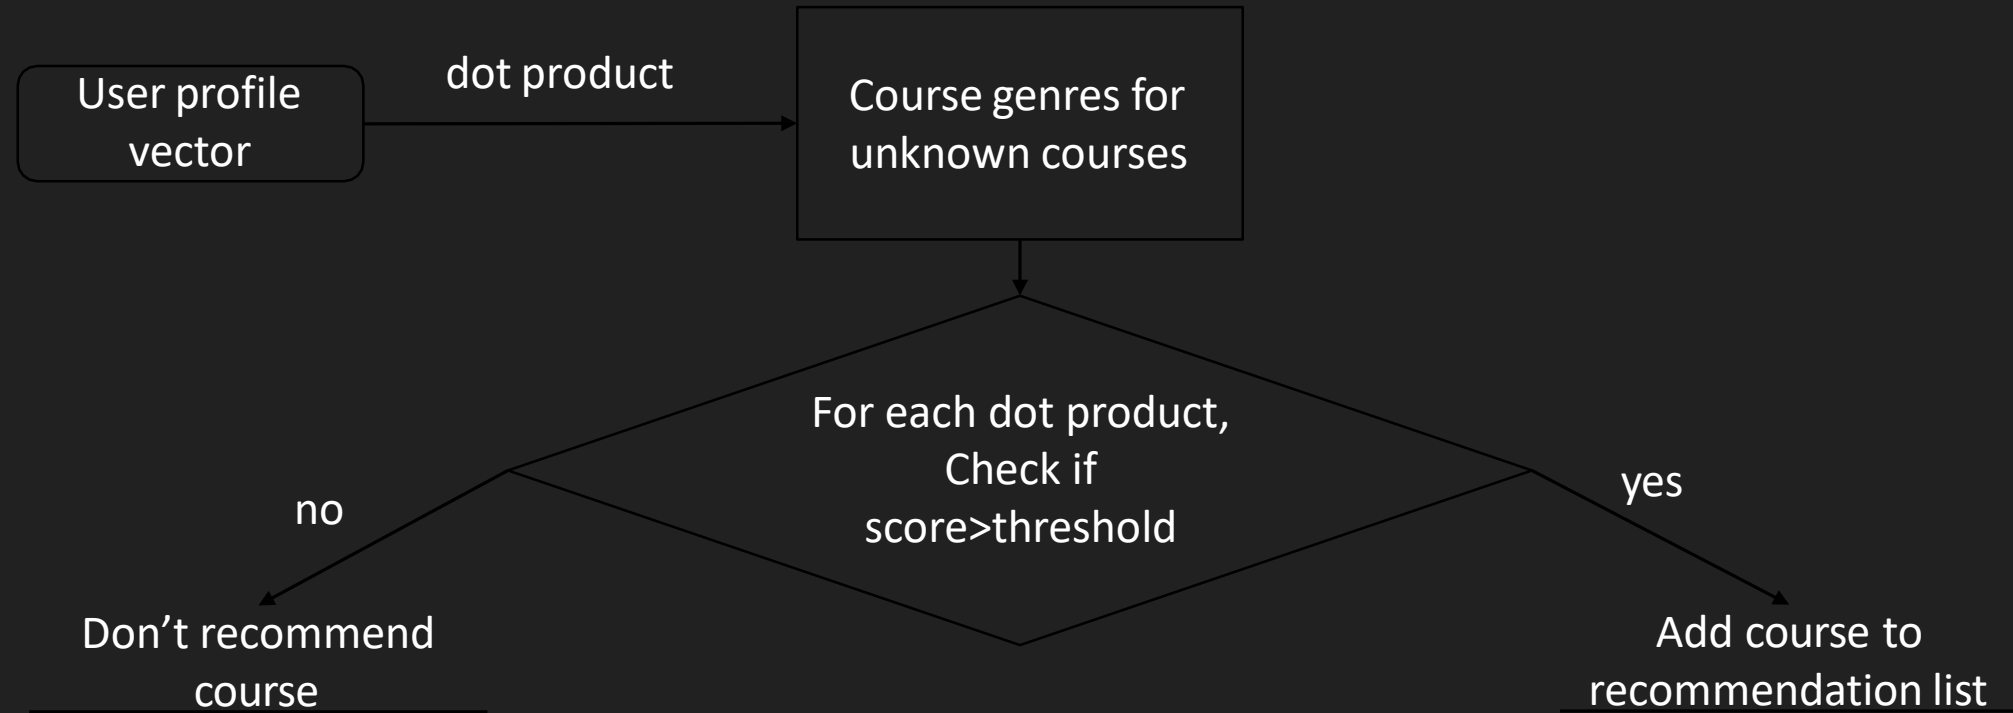 User profile
vector
dot product
Course genres for
unknown courses
For each dot product,
Check if
score>threshold
no
yes
Don’t recommend
course
Add course to
recommendation list